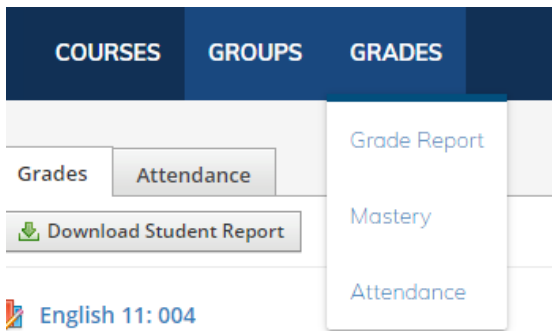 COURSES GROUPS GRADES
Grade Report
Mastery
Attendance
Grades Attendance
Download Student Report
English 11: 004